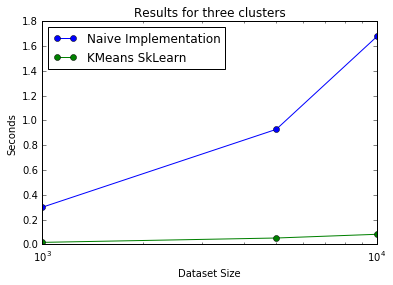 Results for three clusters
Naive Implementation
KMeans SkLearn
1.8
1.6
1.4
1.2
1.0
0.8
0.6
0.4
0.2
0.0
Seconds
10³
10⁴
Dataset Size